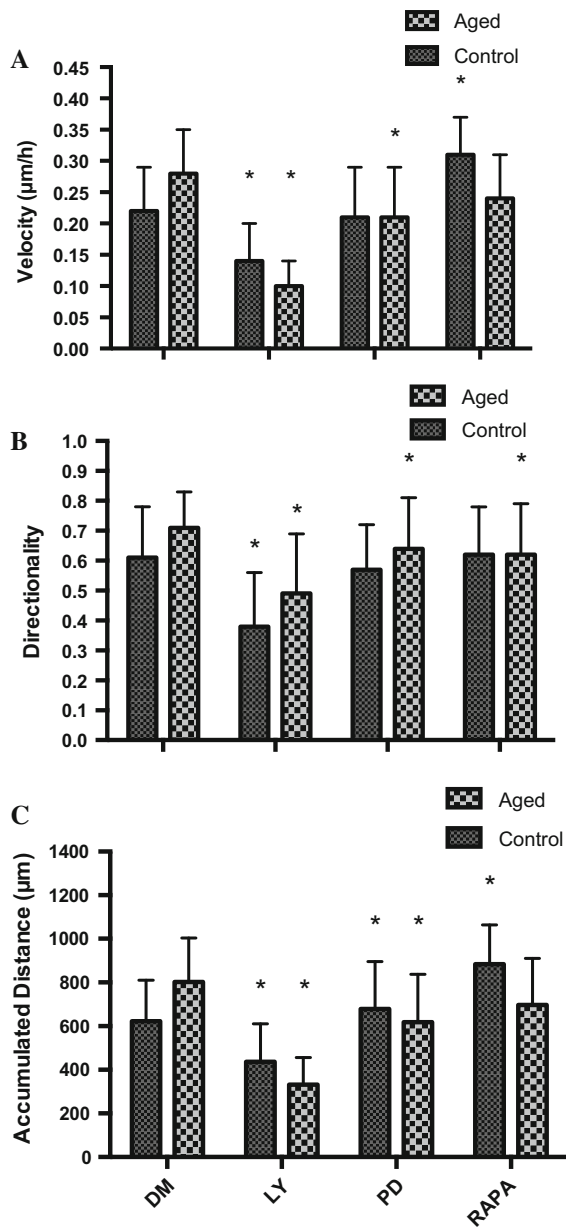 A
Aged
Control
Velocity (µm/h)
0.45
0.40
0.35
0.30
0.25
0.20
0.15
0.10
0.05
0.00
* * * *
B
Aged
Control
Directionality
1.0
0.9
0.8
0.7
0.6
0.5
0.4
0.3
0.2
0.1
0.0
* * * *
C
Aged
Control
Accumulated Distance (µm)
1400
1200
1000
800
600
400
200
0
* * * * *
DM LY PD RAPA